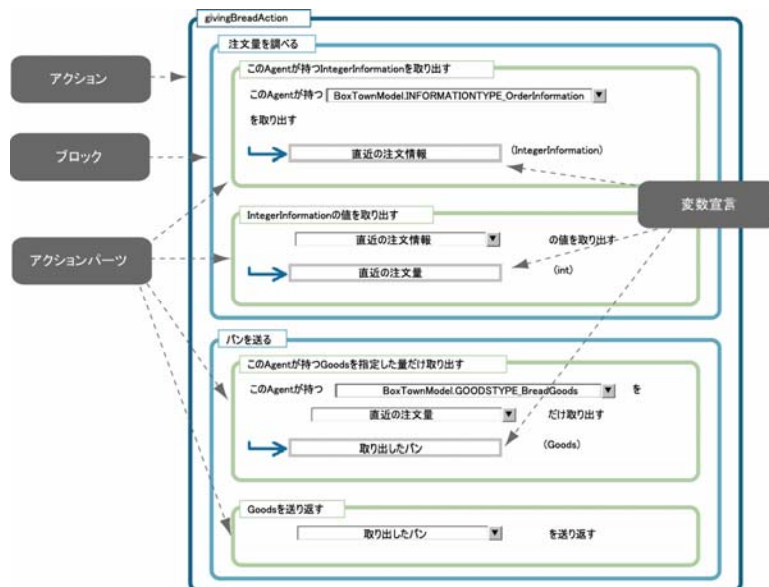 givingBreadAction
注文量を調べる
アクション
このAgentが持つIntegerInformationを取り出す
このAgentが持つ BoxTownModel.INFORMATIONTYPE_OrderInformation
を取り出す
ブロック
直近の注文情報 (IntegerInformation)
変数宣言
IntegerInformationの値を取り出す
直近の注文情報 の値を取り出す
アクションパーツ
直近の注文量 (int)
パンを送る
このAgentが持つGoodsを指定した量だけ取り出す
このAgentが持つ BoxTownModel.GOODSTYPE_BreadGoods を
直近の注文量 だけ取り出す
取り出したパン (Goods)
Goodsを送り返す
取り出したパン を送り返す